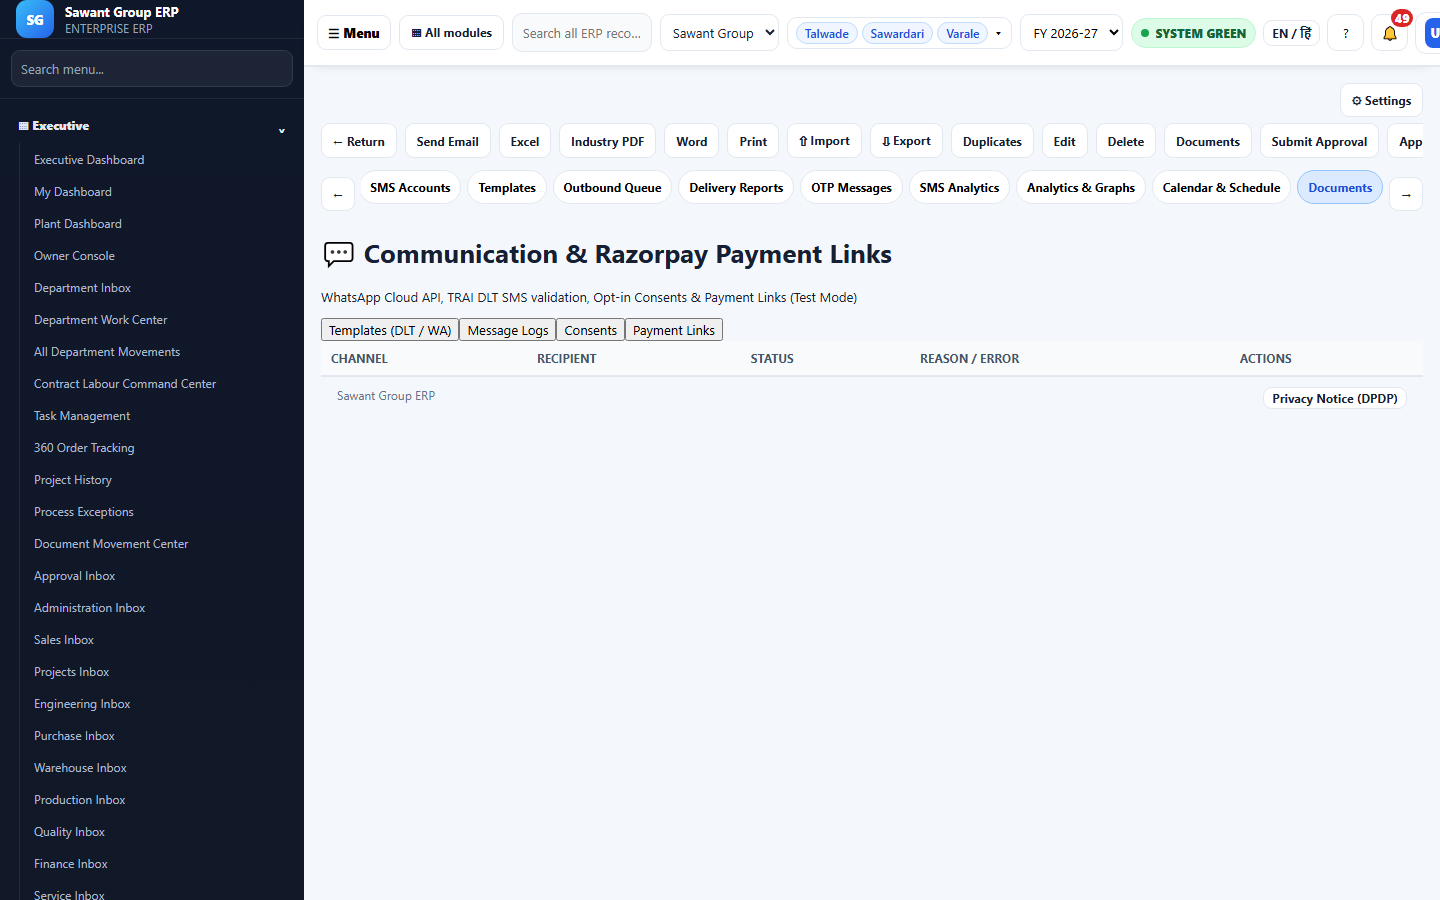 SG
Sawant Group ERP
ENTERPRISE ERP
Search menu...
Executive
Executive Dashboard
My Dashboard
Plant Dashboard
Owner Console
Department Inbox
Department Work Center
All Department Movements
Contract Labour Command Center
Task Management
360 Order Tracking
Project History
Process Exceptions
Document Movement Center
Approval Inbox
Administration Inbox
Sales Inbox
Projects Inbox
Engineering Inbox
Purchase Inbox
Warehouse Inbox
Production Inbox
Quality Inbox
Finance Inbox
Service Inbox
☰ Menu All modules Search all ERP reco... Sawant Group Talwade Sawardari Varale FY 2026-27 SYSTEM GREEN EN / हिं ? 49 U
⚙ Settings
← Return Send Email Excel Industry PDF Word Print ⇧ Import ⇩ Export Duplicates Edit Delete Documents Submit Approval App
← SMS Accounts Templates Outbound Queue Delivery Reports OTP Messages SMS Analytics Analytics & Graphs Calendar & Schedule Documents →
Communication & Razorpay Payment Links
WhatsApp Cloud API, TRAI DLT SMS validation, Opt-in Consents & Payment Links (Test Mode)
Templates (DLT / WA) Message Logs Consents Payment Links
CHANNEL RECIPIENT STATUS REASON / ERROR ACTIONS
Sawant Group ERP Privacy Notice (DPDP)